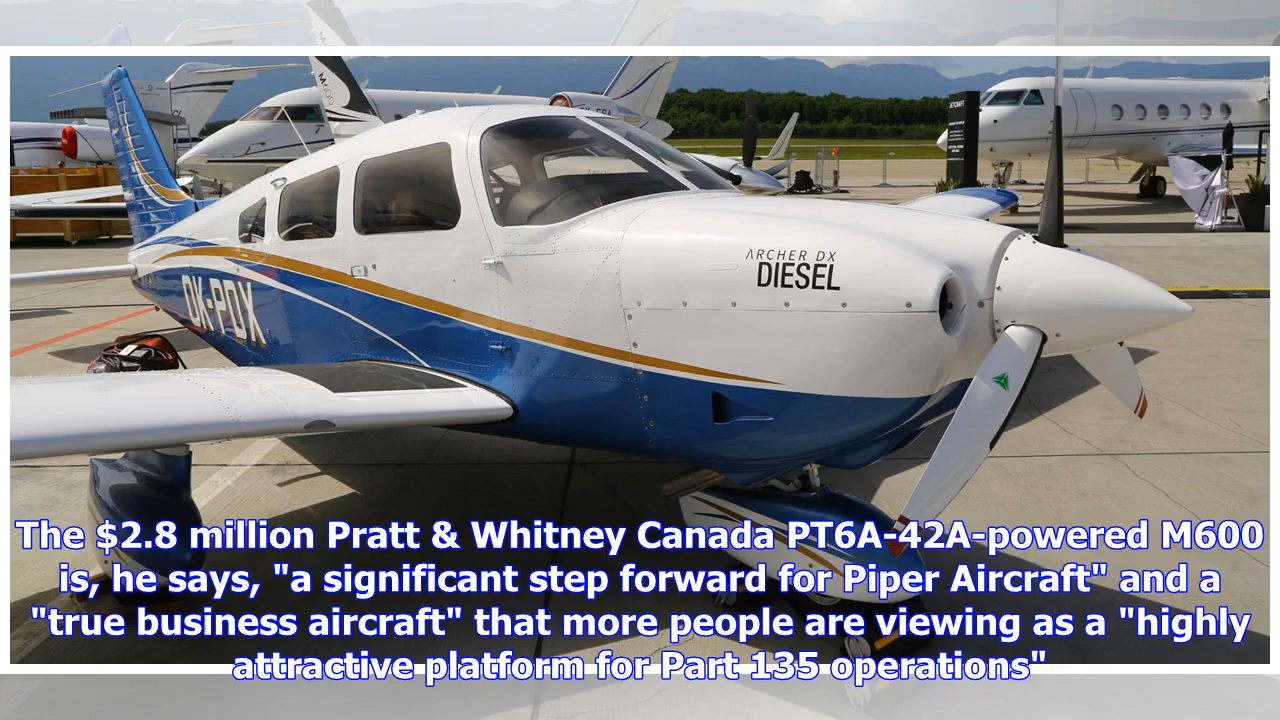 M600
JETCRAFT
ARCHER DX
DIESEL
OK-PDX
The $2.8 million Pratt & Whitney Canada PT6A-42A-powered M600
is, he says, "a significant step forward for Piper Aircraft" and a
"true business aircraft" that more people are viewing as a "highly
attractive platform for Part 135 operations"